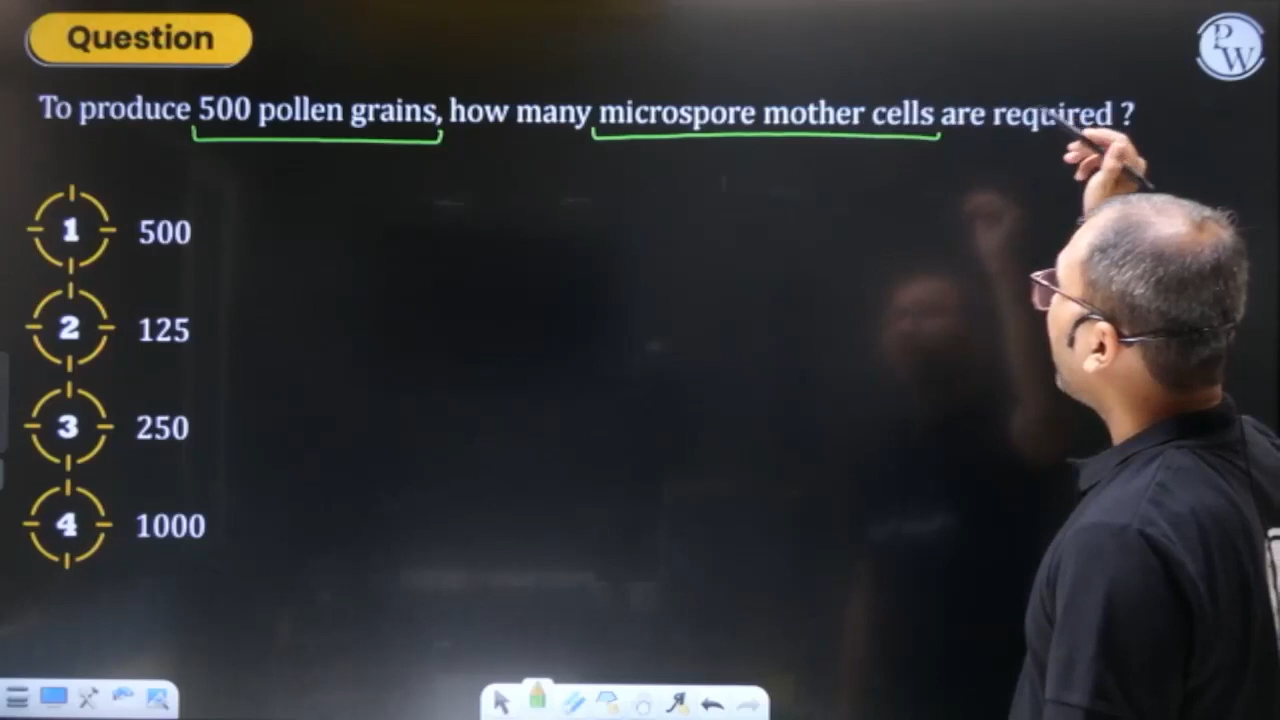 Question
PW
To produce 500 pollen grains, how many microspore mother cells are required ?
1 500
2 125
3 250
4 1000